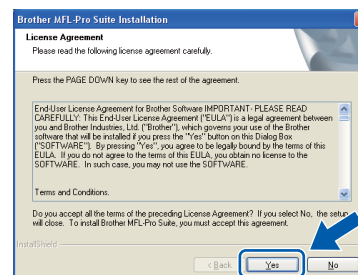 Brother MFL-Pro Suite Installation
License Agreement
Please read the following license agreement carefully.
Press the PAGE DOWN key to see the rest of the agreement.
End-User License Agreement for Brother Software IMPORTANT- PLEASE READ
CAREFULLY: This End-User License Agreement ("EULA") is a legal agreement between
you and Brother Industries, Ltd. ("Brother"), which governs your use of the Brother
software that will be installed if you press the "Yes" button on this Dialog Box
("SOFTWARE"). By pressing "Yes", you agree to be legally bound by the terms of this
EULA. If you do not agree to the terms of this EULA, you obtain no license to the
SOFTWARE. In such case, you may not use the SOFTWARE.
Terms and Conditions.
Do you accept all the terms of the preceding License Agreement? If you select No, the setup
will close. To install Brother MFL-Pro Suite, you must accept this agreement.
InstallShield
< Back
Yes
No